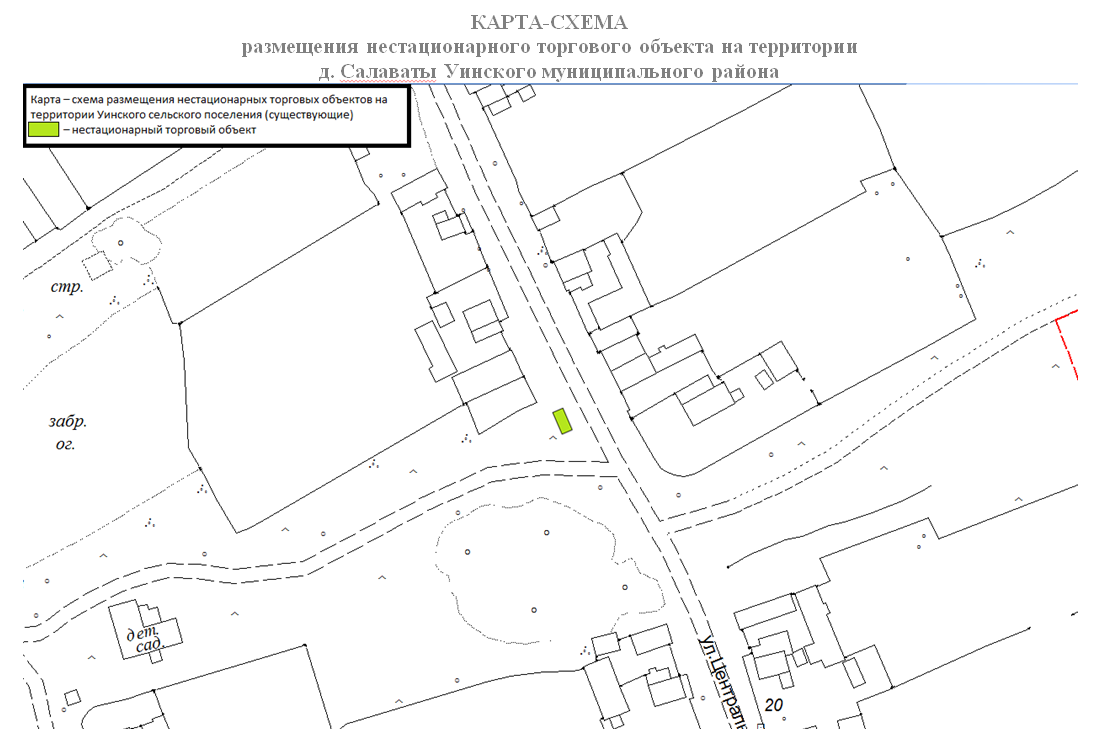 КАРТА-СХЕМА
размещения нестационарного торгового объекта на территории
д. Салаваты Уинского муниципального района
Карта – схема размещения нестационарных торговых объектов на
территории Уинского сельского поселения (существующие)
– нестационарный торговый объект
стр.
забр.
ог.
дет.
сад.
ул.Централь
20